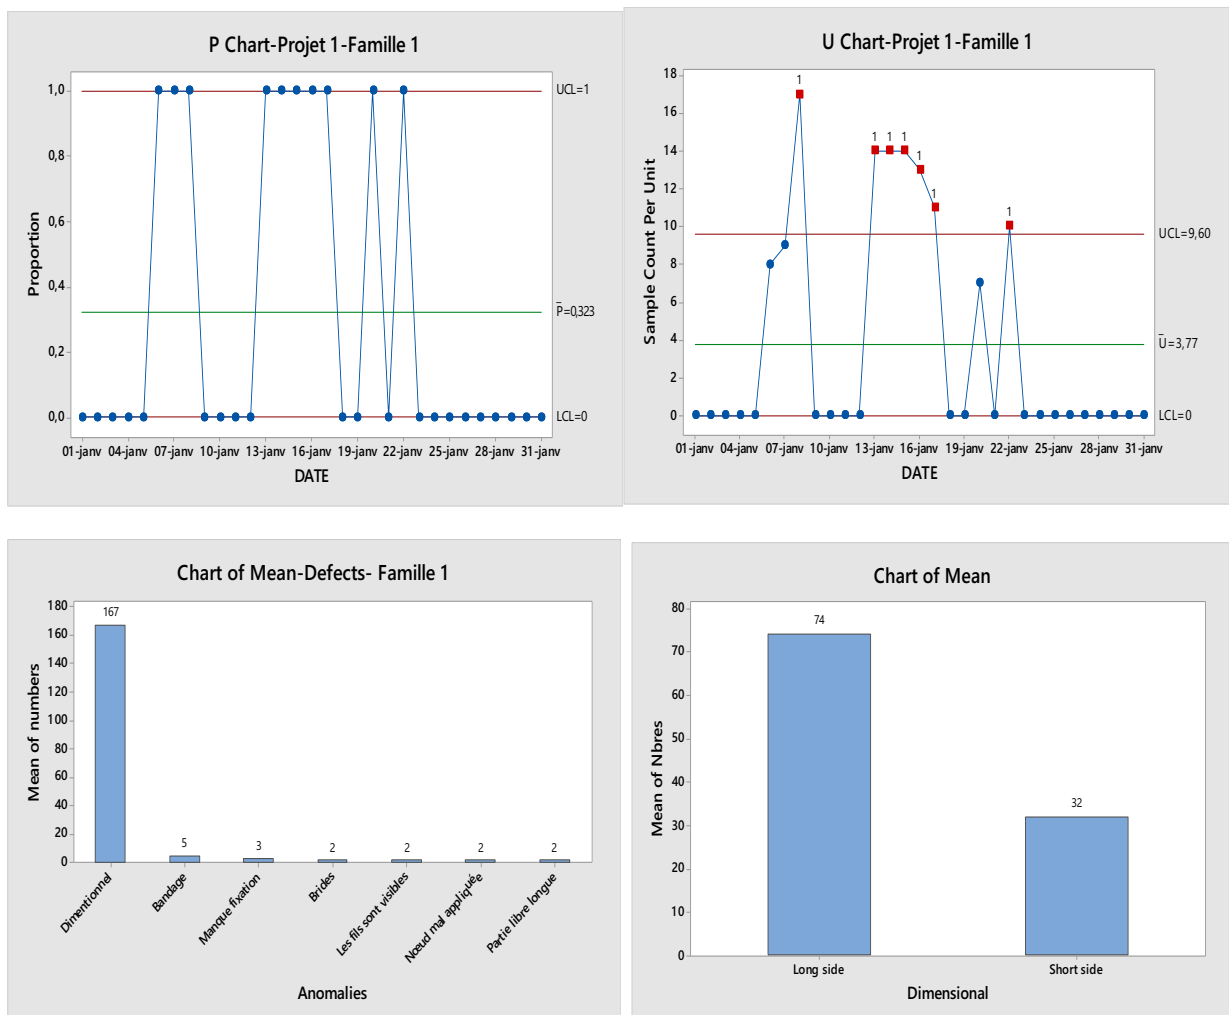 P Chart-Projet 1-Famille 1
Proportion
1,0
0,8
0,6
0,4
0,2
0,0
UCL=1
P̄=0,323
LCL=0
01-janv 04-janv 07-janv 10-janv 13-janv 16-janv 19-janv 22-janv 25-janv 28-janv 31-janv
DATE
U Chart-Projet 1-Famille 1
Sample Count Per Unit
18
16
14
12
10
8
6
4
2
0
1
1 1 1
1
1
1
UCL=9,60
Ū=3,77
LCL=0
01-janv 04-janv 07-janv 10-janv 13-janv 16-janv 19-janv 22-janv 25-janv 28-janv 31-janv
DATE
Chart of Mean-Defects- Famille 1
Mean of numbers
180
160
140
120
100
80
60
40
20
0
167
5
3
2
2
2
2
Dimentionnel
Bandage
Manque fixation
Brides
Les fils sont visibles
Nœud mal appliquée
Partie libre longue
Anomalies
Chart of Mean
Mean of Nbres
80
70
60
50
40
30
20
10
0
74
32
Long side
Short side
Dimensional